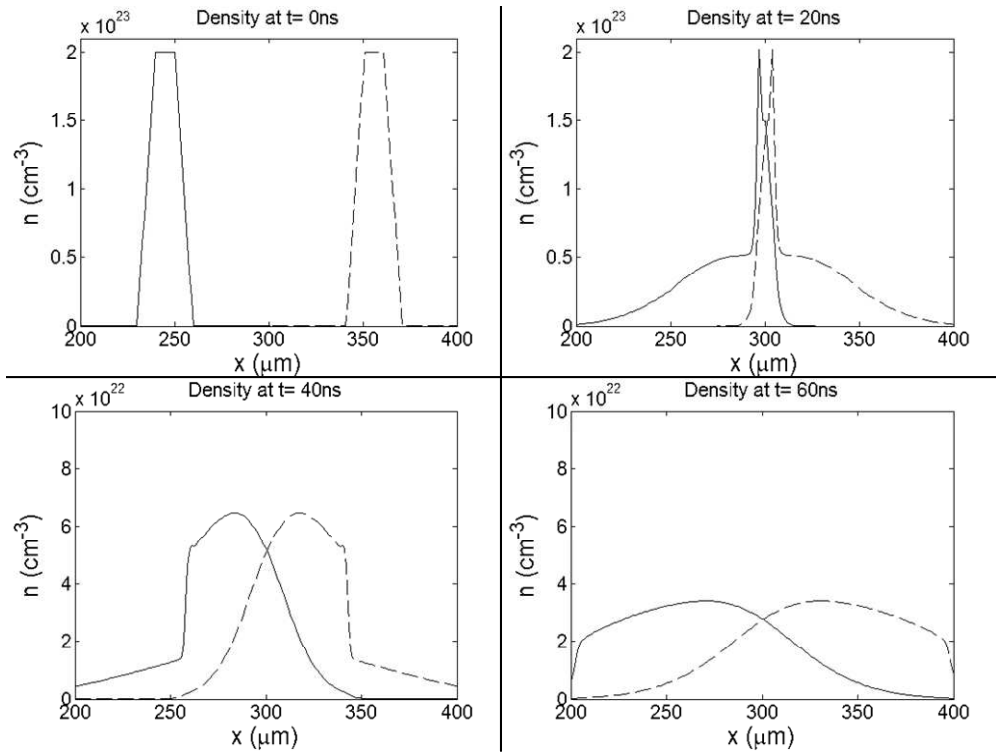 x 10^23
Density at t= 0ns
2
1.5
1
0.5
0
n (cm^-3)
200
250
300
350
400
x (μm)
x 10^23
Density at t= 20ns
2
1.5
1
0.5
0
n (cm^-3)
200
250
300
350
400
x (μm)
x 10^22
Density at t= 40ns
10
8
6
4
2
0
n (cm^-3)
200
250
300
350
400
x (μm)
x 10^22
Density at t= 60ns
10
8
6
4
2
0
n (cm^-3)
200
250
300
350
400
x (μm)